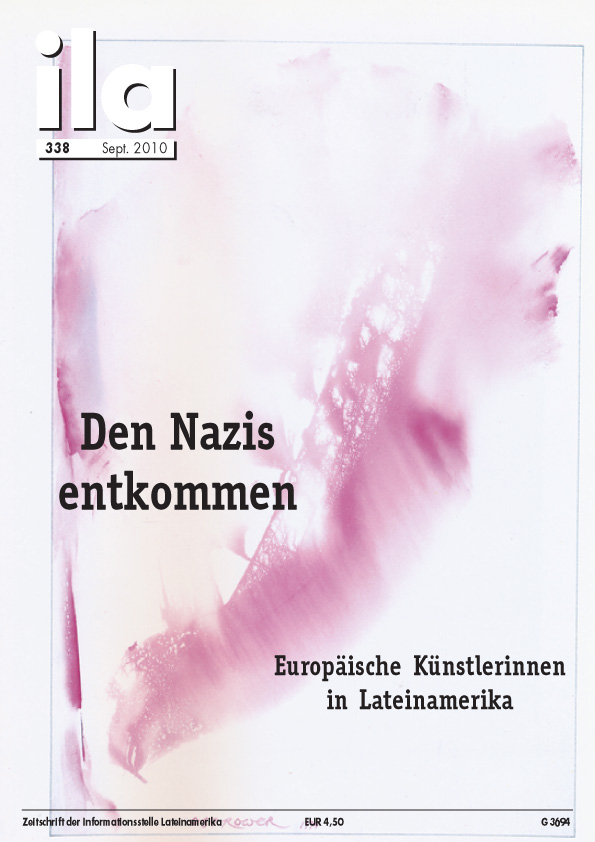 ila
338 Sept. 2010
Den Nazis
entkommen
Europäische Künstlerinnen
in Lateinamerika
Zeitschrift der Informationsstelle Lateinamerika EUR 4,50 G 3694